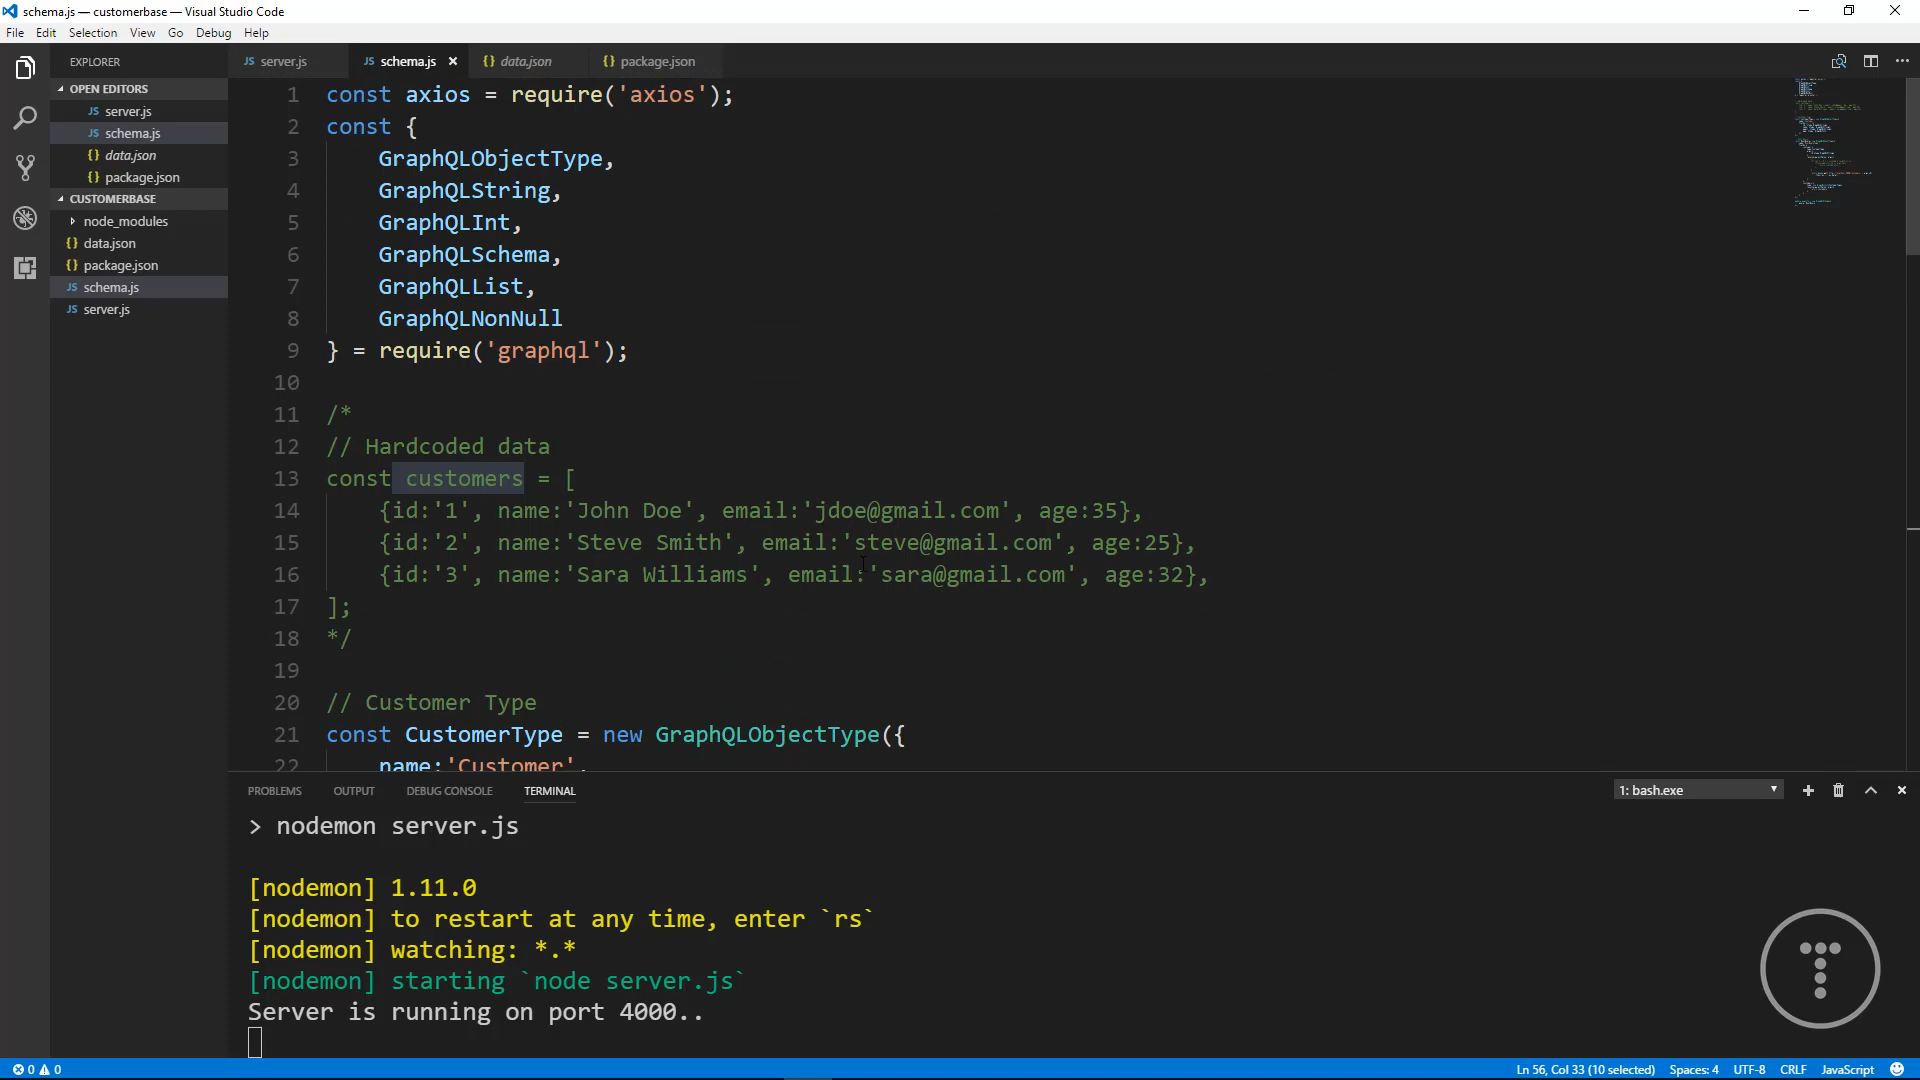 schema.js — customerbase — Visual Studio Code
File Edit Selection View Go Debug Help
EXPLORER
OPEN EDITORS
JS server.js
JS schema.js
{} data.json
{} package.json
CUSTOMERBASE
node_modules
{} data.json
{} package.json
JS schema.js
JS server.js
JS server.js JS schema.js {} data.json {} package.json
1 const axios = require('axios');
2 const {
3 GraphQLObjectType,
4 GraphQLString,
5 GraphQLInt,
6 GraphQLSchema,
7 GraphQLList,
8 GraphQLNonNull
9 } = require('graphql');
10
11 /*
12 // Hardcoded data
13 const customers = [
14 {id:'1', name:'John Doe', email:'jdoe@gmail.com', age:35},
15 {id:'2', name:'Steve Smith', email:'steve@gmail.com', age:25},
16 {id:'3', name:'Sara Williams', email:'sara@gmail.com', age:32},
17 ];
18 */
19
20 // Customer Type
21 const CustomerType = new GraphQLObjectType({
22 name:'Customer',
PROBLEMS OUTPUT DEBUG CONSOLE TERMINAL 1: bash.exe
> nodemon server.js
[nodemon] 1.11.0
[nodemon] to restart at any time, enter `rs`
[nodemon] watching: *.*
[nodemon] starting `node server.js`
Server is running on port 4000..
0 0 Ln 56, Col 33 (10 selected) Spaces: 4 UTF-8 CRLF JavaScript